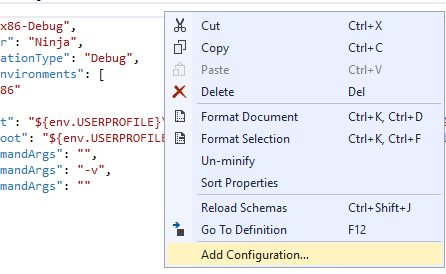 x86-Debug",
r": "Ninja",
ationType": "Debug",
nvironments": [
86"
t": "${env.USERPROFILE}\
oot": "${env.USERPROFILE
mandArgs": "",
mandArgs": "-v",
mandArgs": ""
Cut Ctrl+X
Copy Ctrl+C
Paste Ctrl+V
Delete Del
Format Document Ctrl+K, Ctrl+D
Format Selection Ctrl+K, Ctrl+F
Un-minify
Sort Properties
Reload Schemas Ctrl+Shift+J
Go To Definition F12
Add Configuration...